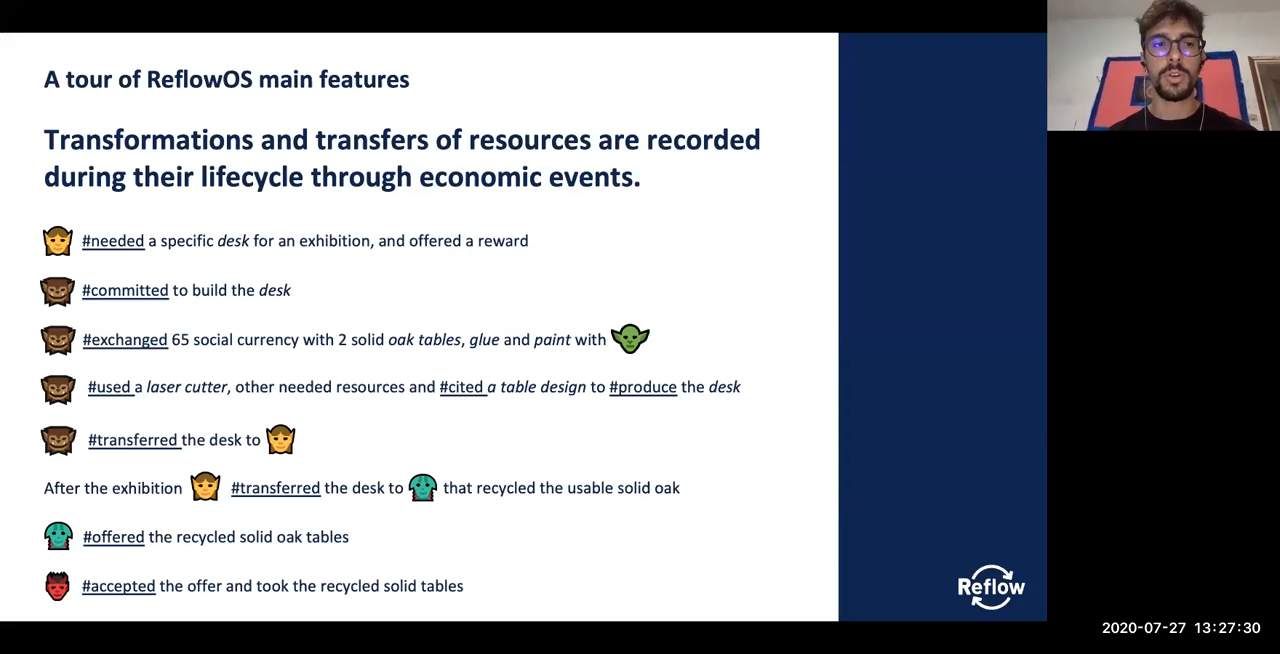 A tour of ReflowOS main features
Transformations and transfers of resources are recorded
during their lifecycle through economic events.
#needed a specific desk for an exhibition, and offered a reward
#committed to build the desk
#exchanged 65 social currency with 2 solid oak tables, glue and paint with
#used a laser cutter, other needed resources and #cited a table design to #produce the desk
#transferred the desk to
After the exhibition #transferred the desk to that recycled the usable solid oak
#offered the recycled solid oak tables
#accepted the offer and took the recycled solid tables
Reflow
2020-07-27 13:27:30